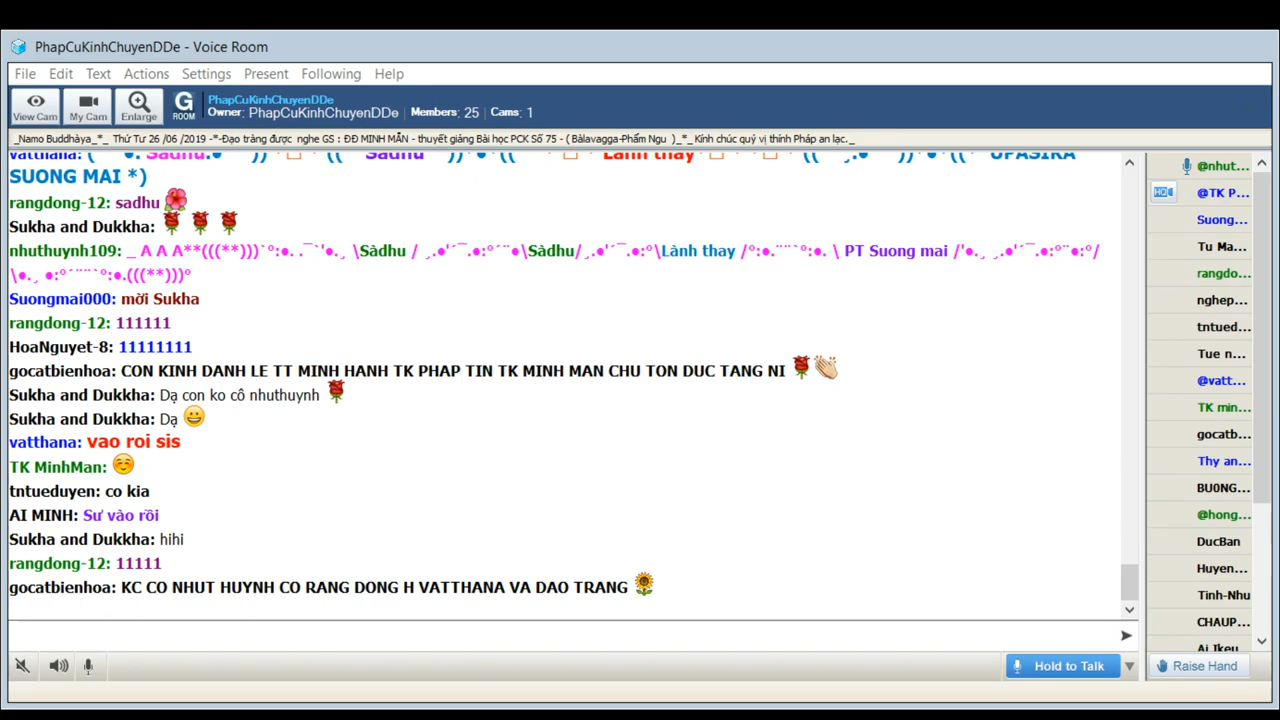 PhapCuKinhChuyenDDe - Voice Room
File Edit Text Actions Settings Present Following Help
View Cam My Cam Enlarge G ROOM PhapCuKinhChuyenDDe
Owner: PhapCuKinhChuyenDDe Members: 25 Cams: 1
_Namo Buddhàya_*_ Thứ Tư 26 /06 /2019 -*-Đạo tràng được nghe GS : ĐĐ MINH MẪN - thuyết giảng Bài học PCK Số 75 - ( Bàlavagga-Phẩm Ngu )_*_Kính chúc quý vị thính Pháp an lạc._
vatthana: Sadhu Sadhu Lành thay UPASIKA
SUONG MAI *)
rangdong-12: sadhu
Sukha and Dukkha:
nhuthuynh109: _ A A A**(((**)))`°:●. .¯`'●.¸ \Sàdhu / ¸.●'´¯.●:°´¨●\Sàdhu/¸.●'´¯.●:°\Lành thay /°:●.¨¨`°:●. \ PT Suong mai /'●.¸ ¸.●'´¯.●:°¨●:°/
\●.¸ ●:°´¨¨`°:●.(((**)))°
Suongmai000: mời Sukha
rangdong-12: 111111
HoaNguyet-8: 11111111
gocatbienhoa: CON KINH DANH LE TT MINH HANH TK PHAP TIN TK MINH MAN CHU TON DUC TANG NI
Sukha and Dukkha: Dạ con ko cô nhuthuynh
Sukha and Dukkha: Dạ
vatthana: vao roi sis
TK MinhMan:
tntueduyen: co kia
AI MINH: Sư vào rồi
Sukha and Dukkha: hihi
rangdong-12: 11111
gocatbienhoa: KC CO NHUT HUYNH CO RANG DONG H VATTHANA VA DAO TRANG
@nhut...
HD @TK P...
Suong...
Tu Ma...
rangdo...
nghep...
tntued...
Tue n...
@vatt...
TK min...
gocatb...
Thy an...
BU0NG...
@hong...
DucBan
Huyen...
Tinh-Nhu
CHAUP...
Hold to Talk Raise Hand